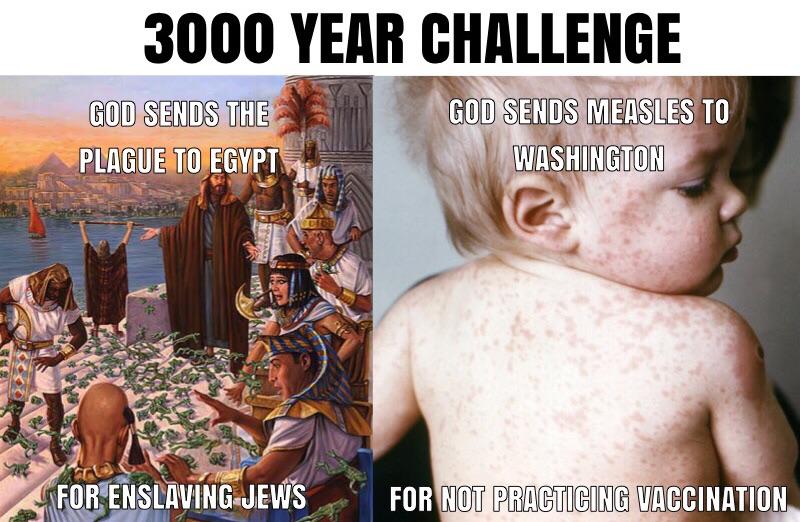 3000 YEAR CHALLENGE
GOD SENDS THE
PLAGUE TO EGYPT
FOR ENSLAVING JEWS
GOD SENDS MEASLES TO
WASHINGTON
FOR NOT PRACTICING VACCINATION